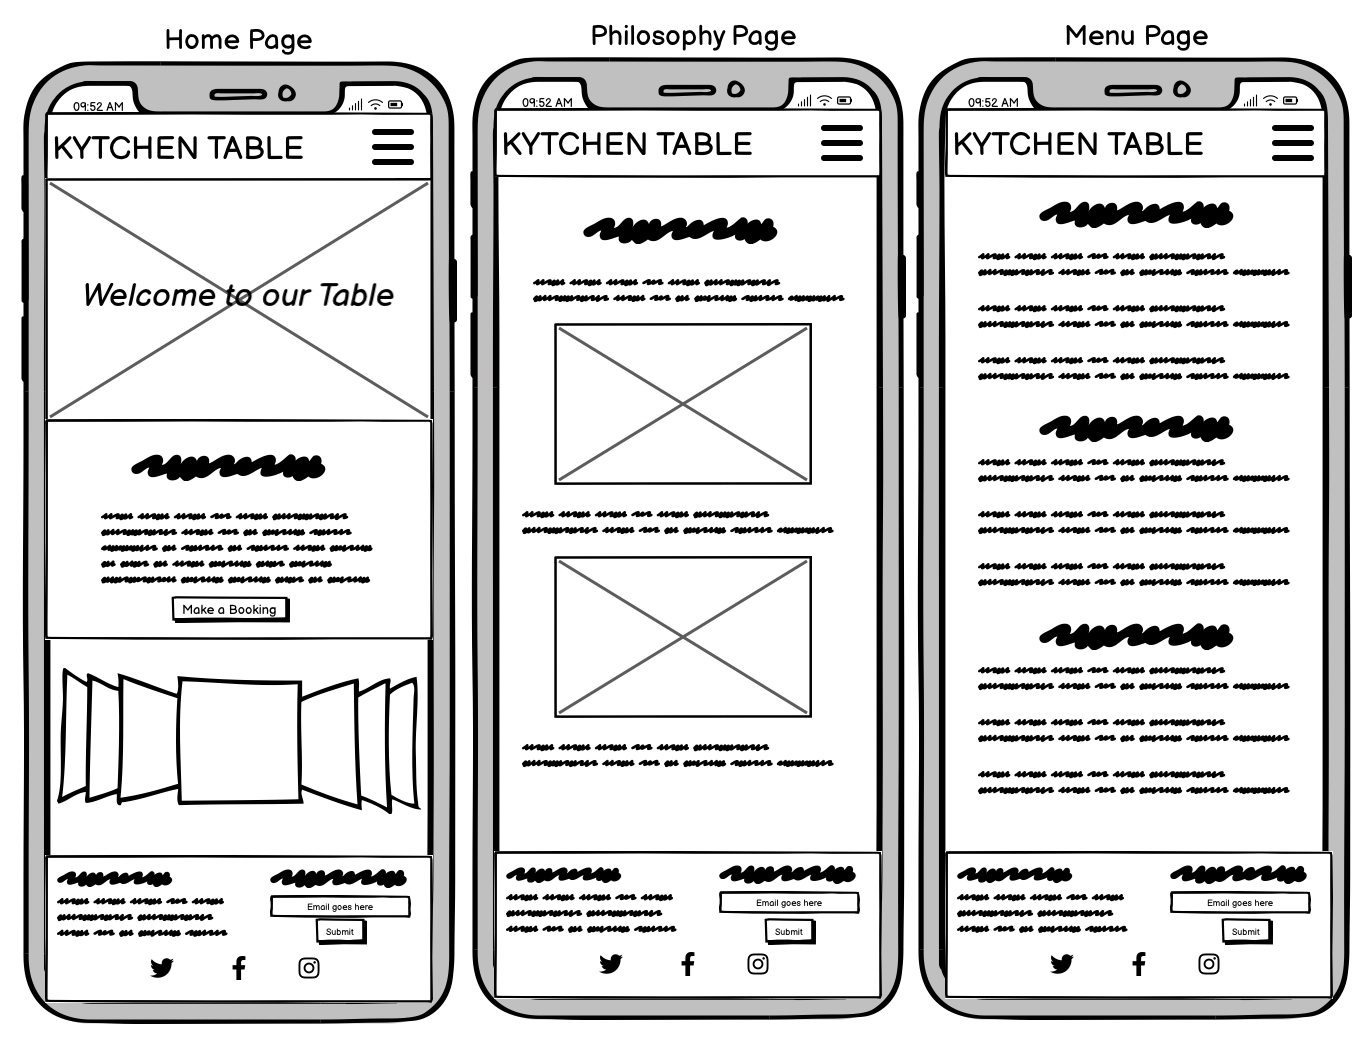 Home Page
09:52 AM
KYTCHEN TABLE
Welcome to our Table
Make a Booking
Email goes here
Submit
Philosophy Page
09:52 AM
KYTCHEN TABLE
Email goes here
Submit
Menu Page
09:52 AM
KYTCHEN TABLE
Email goes here
Submit